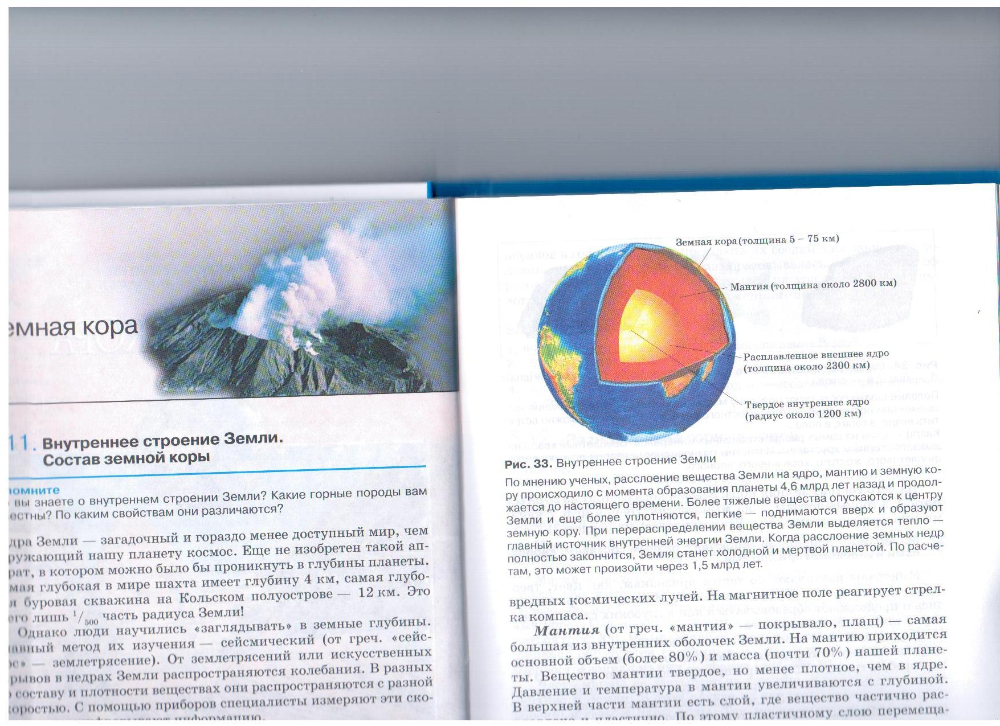 емная кора
11. Внутреннее строение Земли.
Состав земной коры
помните
вы знаете о внутреннем строении Земли? Какие горные породы вам
естны? По каким свойствам они различаются?
дра Земли — загадочный и гораздо менее доступный мир, чем
ружающий нашу планету космос. Еще не изобретен такой ап-
рат, в котором можно было бы проникнуть в глубины планеты.
мая глубокая в мире шахта имеет глубину 4 км, самая глубо-
я буровая скважина на Кольском полуострове — 12 км. Это
его лишь 1/500 часть радиуса Земли!
Однако люди научились «заглядывать» в земные глубины.
авный метод их изучения — сейсмический (от греч. «сейс-
ос» — землетрясение). От землетрясений или искусственных
рывов в недрах Земли распространяются колебания. В разных
о составу и плотности веществах они распространяются с разной
коростью. С помощью приборов специалисты измеряют эти ско-
информацию.
Земная кора (толщина 5 – 75 км)
Мантия (толщина около 2800 км)
Расплавленное внешнее ядро
(толщина около 2300 км)
Твердое внутреннее ядро
(радиус около 1200 км)
Рис. 33. Внутреннее строение Земли
По мнению ученых, расслоение вещества Земли на ядро, мантию и земную ко-
ру происходило с момента образования планеты 4,6 млрд лет назад и продол-
жается до настоящего времени. Более тяжелые вещества опускаются к центру
Земли и еще более уплотняются, легкие — поднимаются вверх и образуют
земную кору. При перераспределении вещества Земли выделяется тепло —
главный источник внутренней энергии Земли. Когда расслоение земных недр
полностью закончится, Земля станет холодной и мертвой планетой. По расче-
там, это может произойти через 1,5 млрд лет.
вредных космических лучей. На магнитное поле реагирует стрел-
ка компаса.
Мантия (от греч. «мантия» — покрывало, плащ) — самая
большая из внутренних оболочек Земли. На мантию приходится
основной объем (более 80%) и масса (почти 70%) нашей плане-
ты. Вещество мантии твердое, но менее плотное, чем в ядре.
Давление и температура в мантии увеличиваются с глубиной.
В верхней части мантии есть слой, где вещество частично рас-
плавлено и пластично. По этому пластичному слою перемеща-